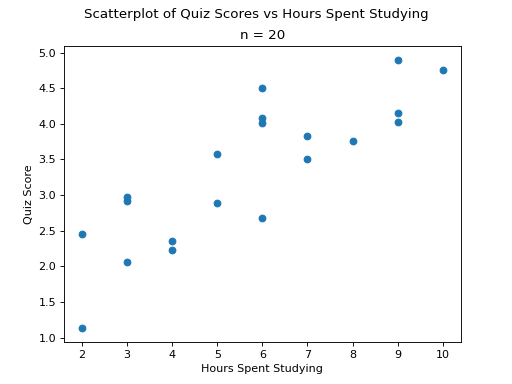 Scatterplot of Quiz Scores vs Hours Spent Studying
n = 20
5.0
4.5
4.0
3.5
3.0
2.5
2.0
1.5
1.0
Quiz Score
2 3 4 5 6 7 8 9 10
Hours Spent Studying